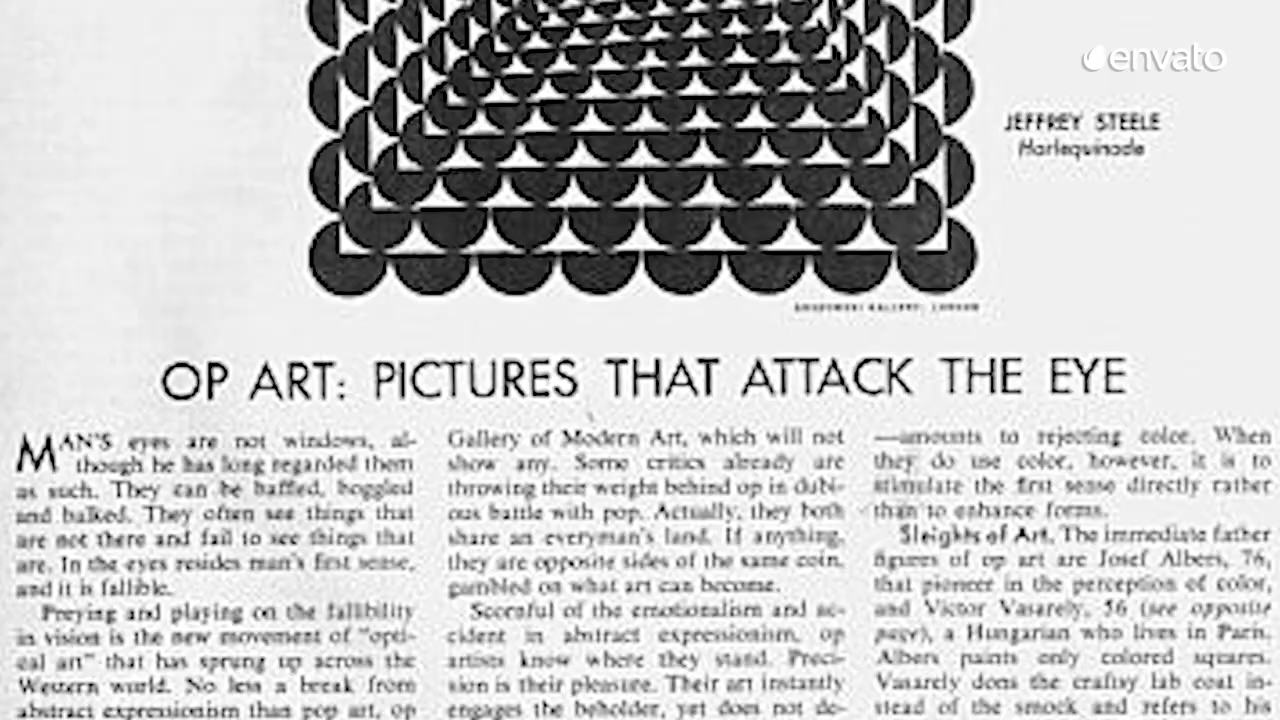 envato
JEFFREY STEELE
Harlequinade
GALLERY, LONDON
OP ART: PICTURES THAT ATTACK THE EYE
MAN'S eyes are not windows, al-
though he has long regarded them
as such. They can be baffled, boggled
and balked. They often see things that
are not there and fail to see things that
are. In the eyes resides man's first sense,
and it is fallible.
Preying and playing on the fallibility
in vision is the new movement of "opti-
cal art" that has sprung up across the
Western world. No less a break from
abstract expressionism than pop art, op
Gallery of Modern Art, which will not
show any. Some critics already are
throwing their weight behind op in dubi-
ous battle with pop. Actually, they both
share an everyman's land. If anything,
they are opposite sides of the same coin,
gambled on what art can become.
Scornful of the emotionalism and ac-
cident in abstract expressionism, op
artists know where they stand. Preci-
sion is their pleasure. Their art instantly
engages the beholder, yet does not de-
—amounts to rejecting color. When
they do use color, however, it is to
stimulate the first sense directly rather
than to enhance forms.
Sleights of Art. The immediate father
figures of op art are Josef Albers, 76,
that pioneer in the perception of color,
and Victor Vasarely, 56 (see opposite
page), a Hungarian who lives in Paris.
Albers paints only colored squares.
Vasarely dons the craftsy lab coat in-
stead of the smock and refers to his